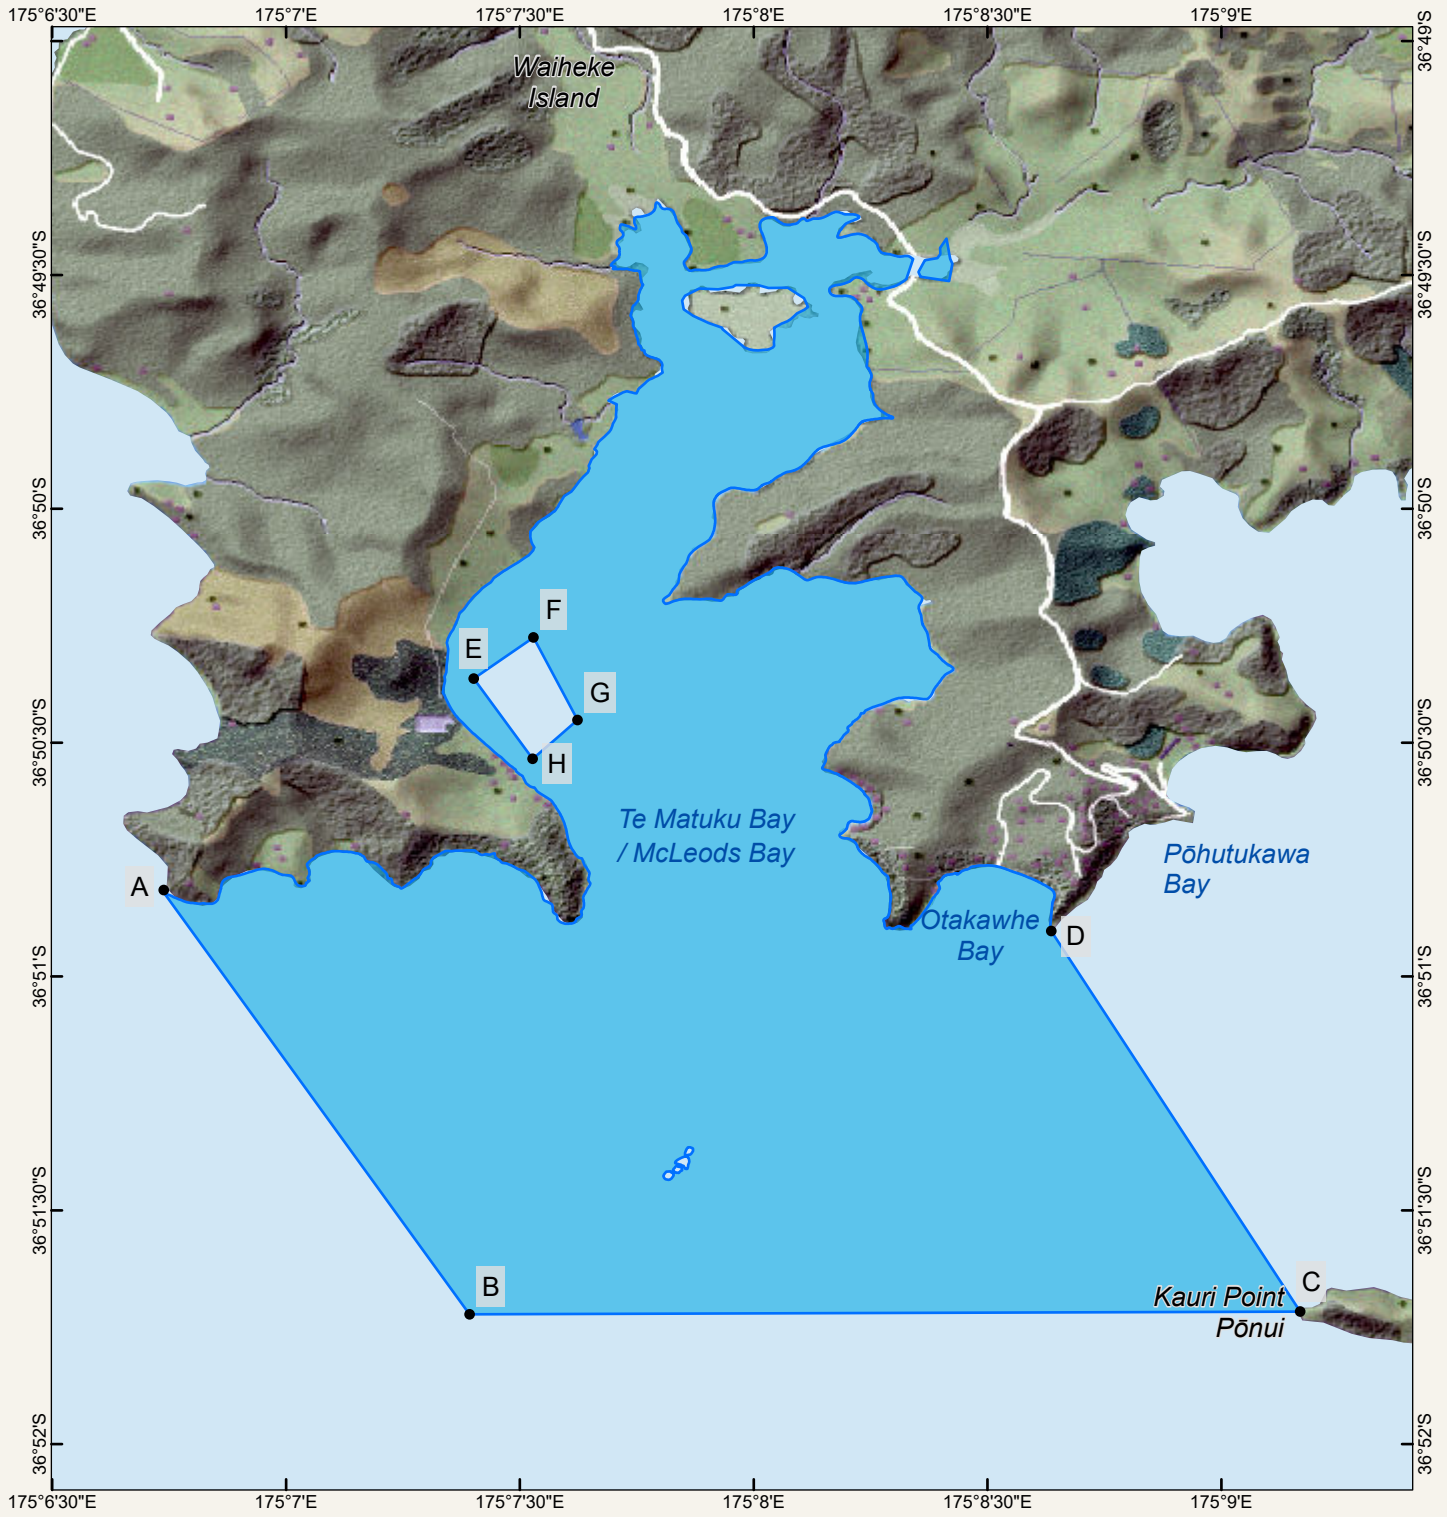 175°6'30"E 175°7'E 175°7'30"E 175°8'E 175°8'30"E 175°9'E
36°49'S 36°49'S
Waiheke
Island
36°49'30"S 36°49'30"S
36°50'S 36°50'S
F
E
G
36°50'30"S 36°50'30"S
H
Te Matuku Bay
/ McLeods Bay
Pōhutukawa
Bay
A
Otakawhe
Bay
D
36°51'S 36°51'S
36°51'30"S 36°51'30"S
B
C
Kauri Point
Pōnui
36°52'S 36°52'S
175°6'30"E 175°7'E 175°7'30"E 175°8'E 175°8'30"E 175°9'E